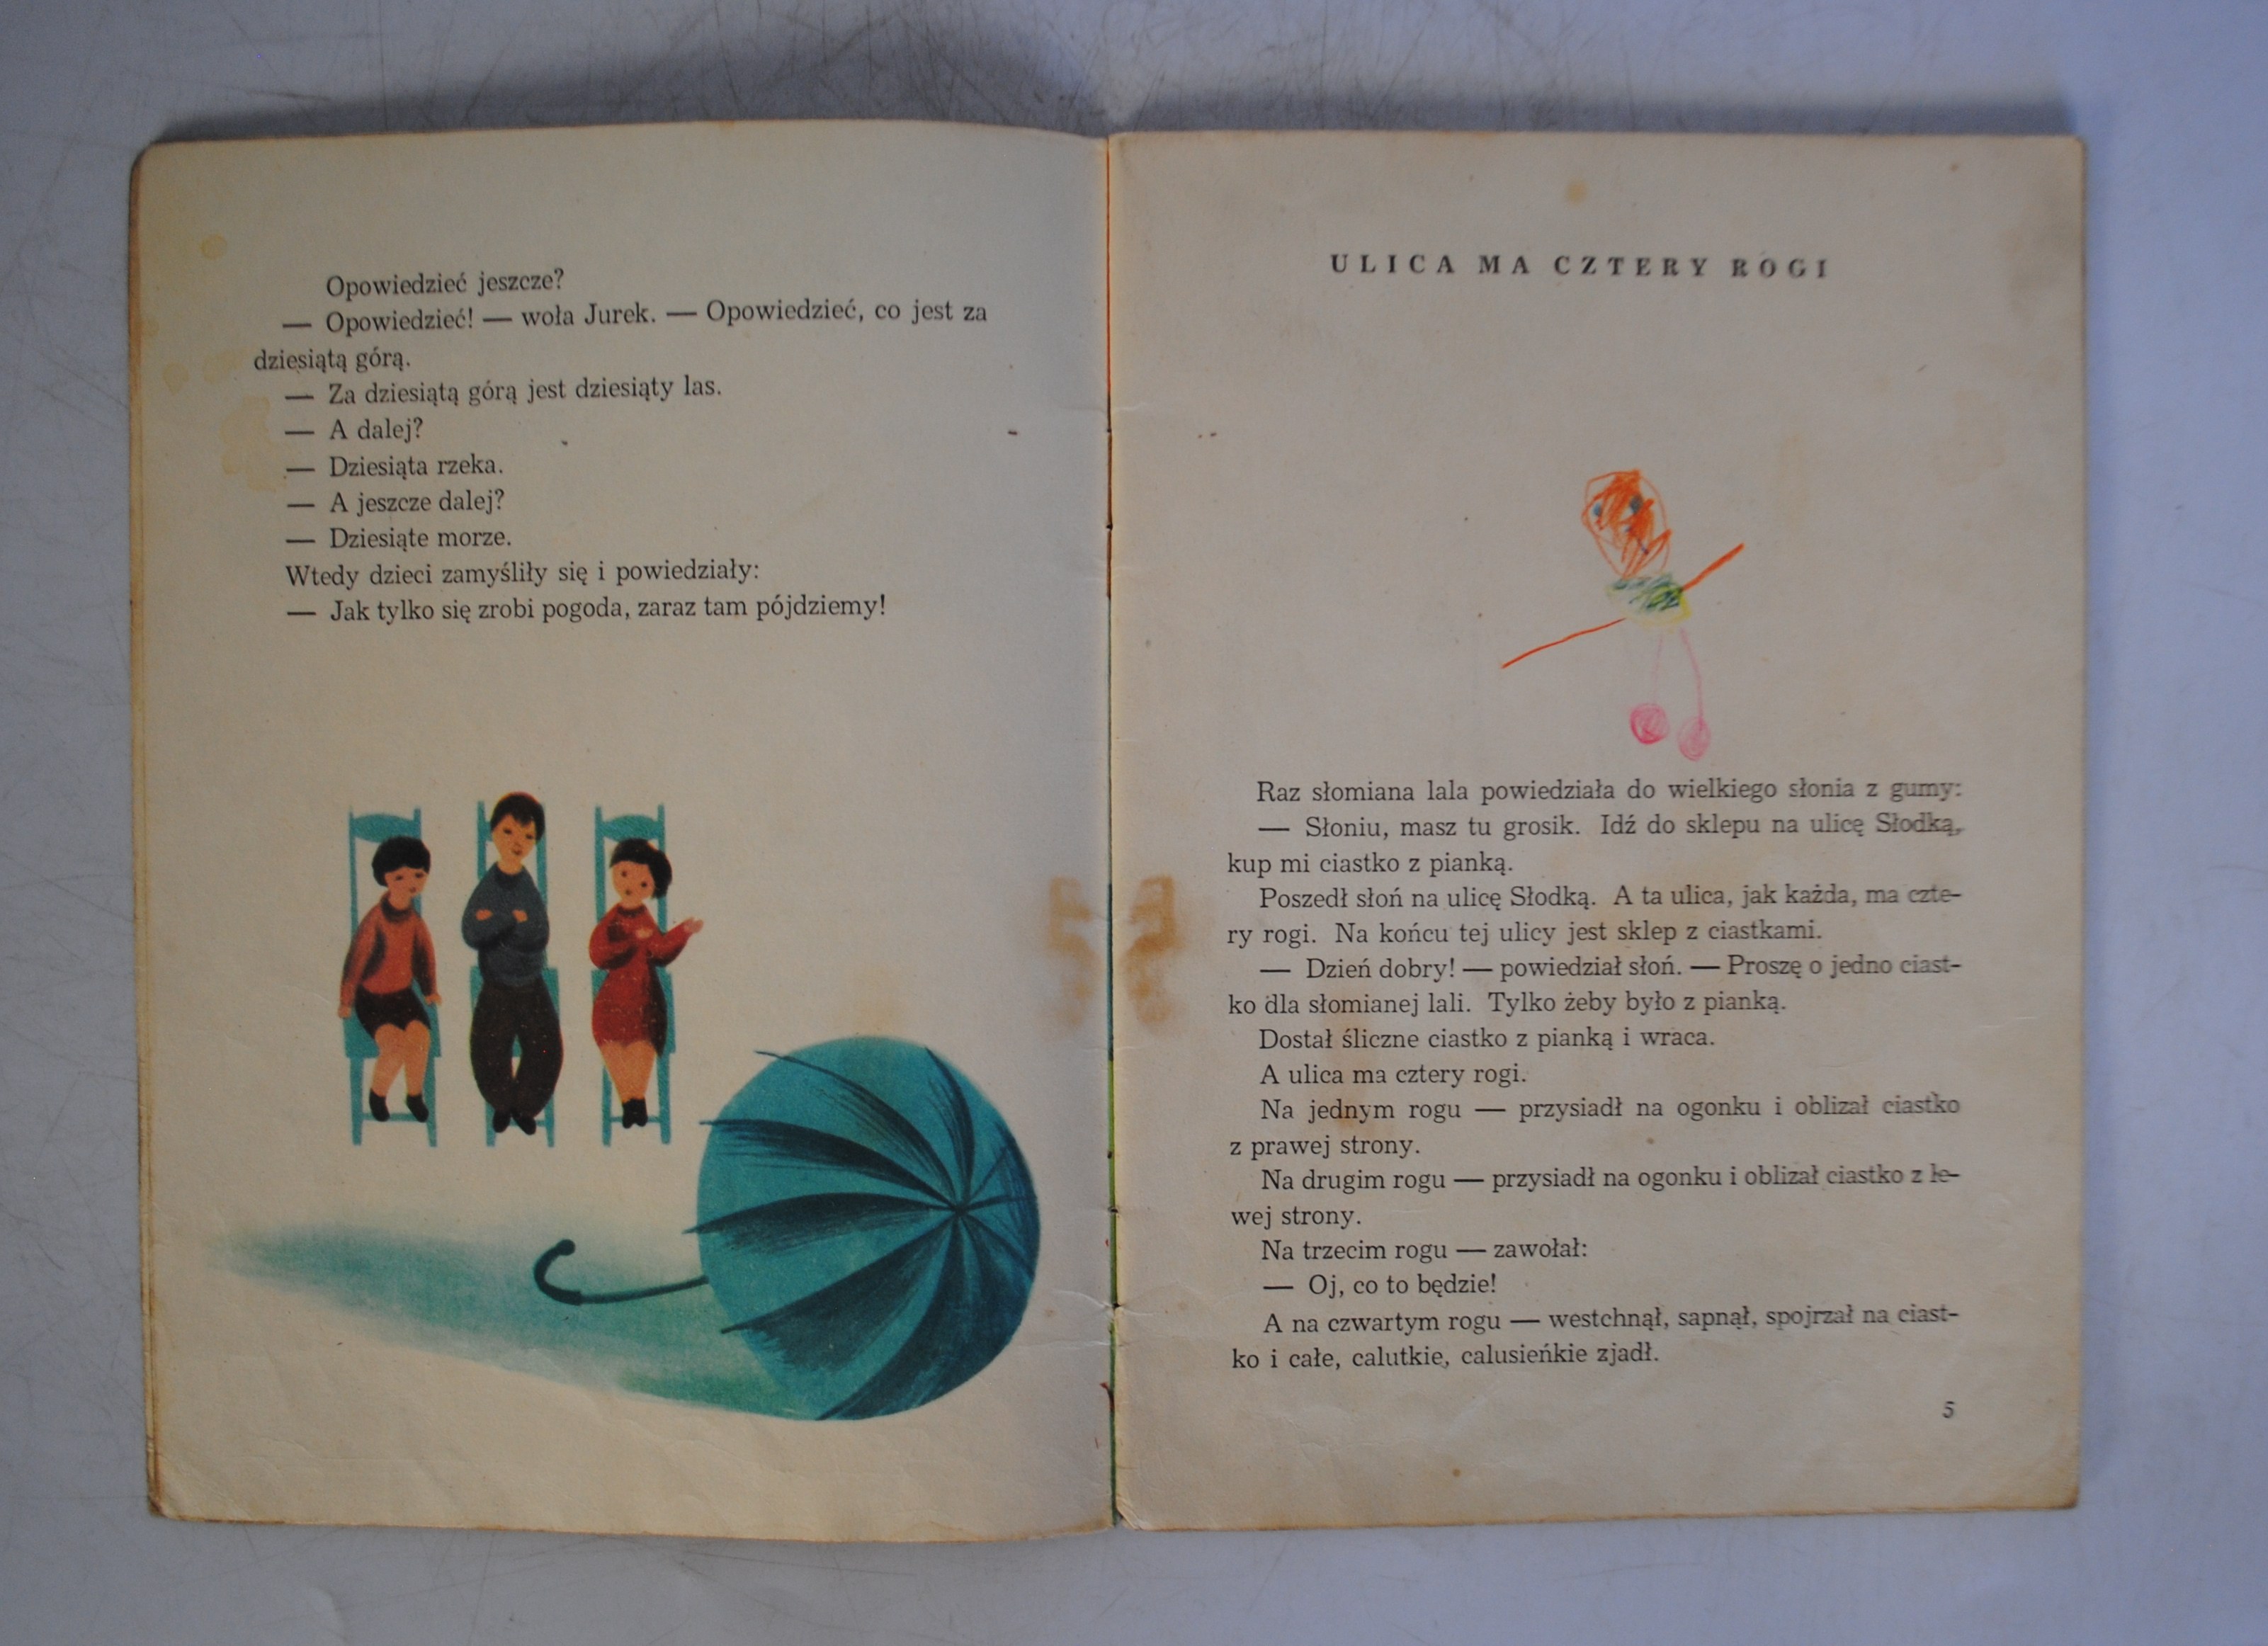 Opowiedzieć jeszcze?
— Opowiedzieć! — woła Jurek. — Opowiedzieć, co jest za
dziesiątą górą.
— Za dziesiątą górą jest dziesiąty las.
— A dalej?
— Dziesiąta rzeka.
— A jeszcze dalej?
— Dziesiąte morze.
Wtedy dzieci zamyśliły się i powiedziały:
— Jak tylko się zrobi pogoda, zaraz tam pójdziemy!
ULICA MA CZTERY ROGI
Raz słomiana lala powiedziała do wielkiego słonia z gumy:
— Słoniu, masz tu grosik. Idź do sklepu na ulicę Słodką,
kup mi ciastko z pianką.
Poszedł słoń na ulicę Słodką. A ta ulica, jak każda, ma czte-
ry rogi. Na końcu tej ulicy jest sklep z ciastkami.
— Dzień dobry! — powiedział słoń. — Proszę o jedno ciast-
ko dla słomianej lali. Tylko żeby było z pianką.
Dostał śliczne ciastko z pianką i wraca.
A ulica ma cztery rogi.
Na jednym rogu — przysiadł na ogonku i oblizał ciastko
z prawej strony.
Na drugim rogu — przysiadł na ogonku i oblizał ciastko z le-
wej strony.
Na trzecim rogu — zawołał:
— Oj, co to będzie!
A na czwartym rogu — westchnął, sapnął, spojrzał na ciast-
ko i całe, calutkie, calusieńkie zjadł.
5